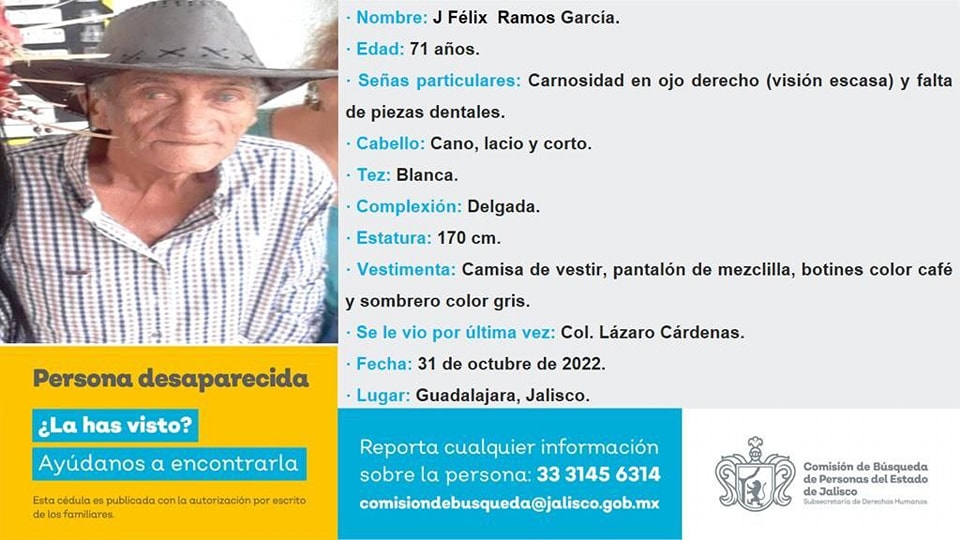 · Nombre: J Félix  Ramos García.
· Edad: 71 años.
· Señas particulares: Carnosidad en ojo derecho (visión escasa) y falta
de piezas dentales.
· Cabello: Cano, lacio y corto.
· Tez: Blanca.
· Complexión: Delgada.
· Estatura: 170 cm.
· Vestimenta: Camisa de vestir, pantalón de mezclilla, botines color café
y sombrero color gris.
· Se le vio por última vez: Col. Lázaro Cárdenas.
· Fecha: 31 de octubre de 2022.
· Lugar: Guadalajara, Jalisco.
Persona desaparecida
¿La has visto?
Ayúdanos a encontrarla
Esta cédula es publicada con la autorización por escrito
de los familiares.
Reporta cualquier información
sobre la persona: 33 3145 6314
comisiondebusqueda@jalisco.gob.mx
Comisión de Búsqueda
de Personas del Estado
de Jalisco
Subsecretaría de Derechos Humanos